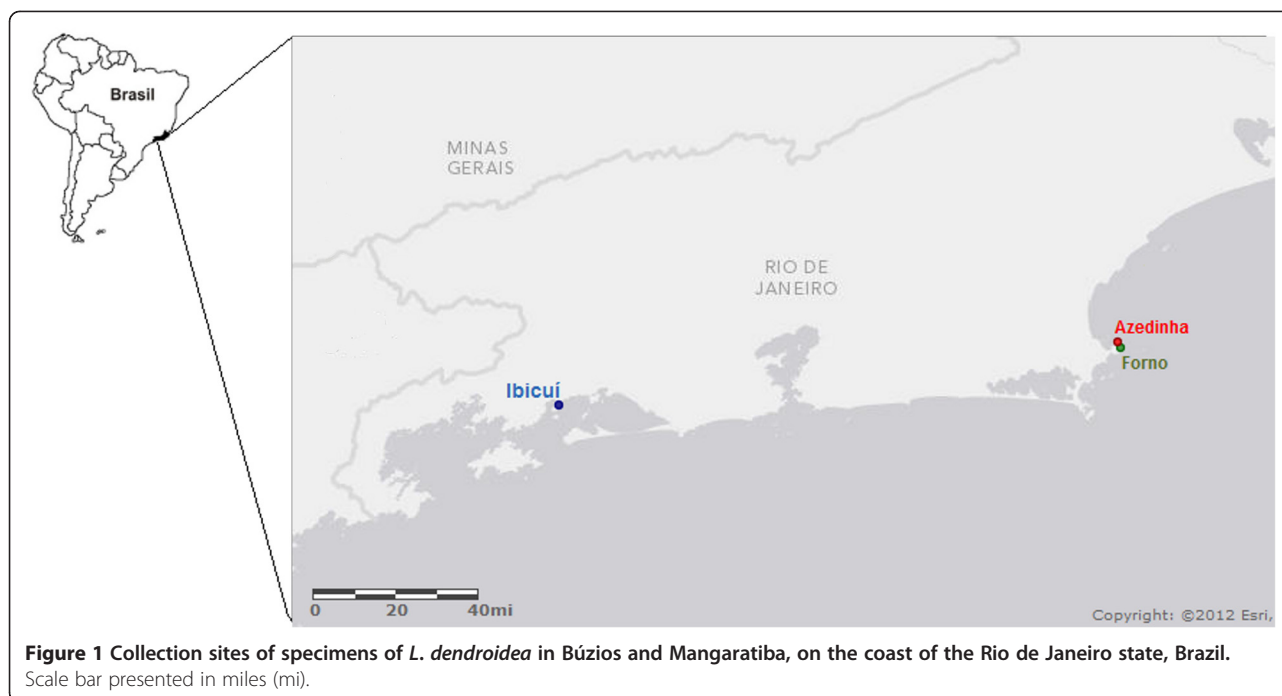 Brasil
MINAS
GERAIS
RIO DE
JANEIRO
Azedinha
Forno
Ibicuí
0 20 40mi
Copyright: ©2012 Esri,
Figure 1 Collection sites of specimens of L. dendroidea in Búzios and Mangaratiba, on the coast of the Rio de Janeiro state, Brazil.
Scale bar presented in miles (mi).